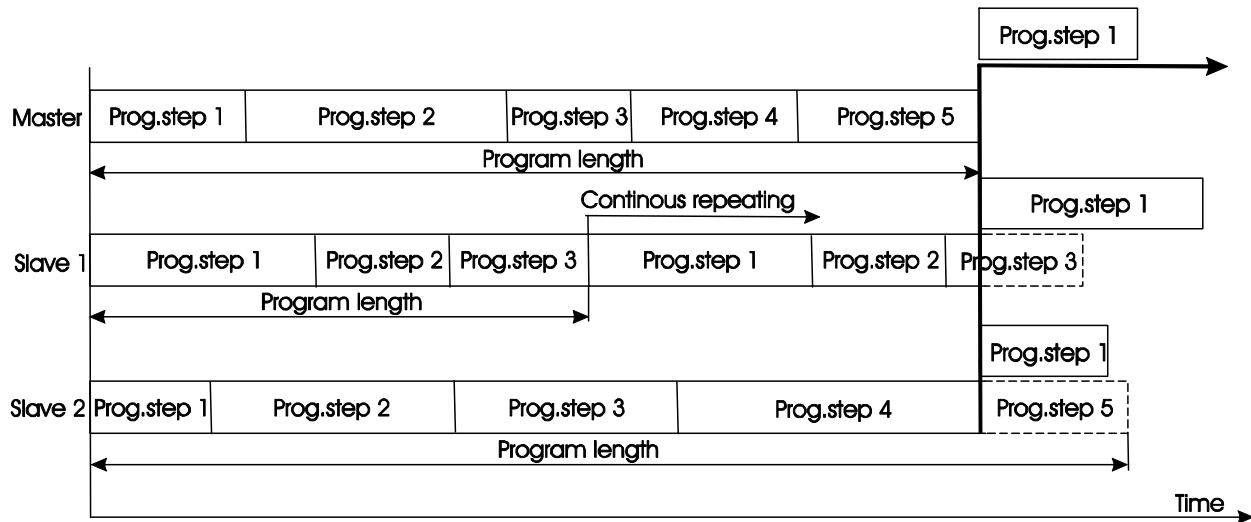 Prog.step 1
Master Prog.step 1 Prog.step 2 Prog.step 3 Prog.step 4 Prog.step 5
Program length
Continous repeating
Prog.step 1
Slave 1 Prog.step 1 Prog.step 2 Prog.step 3 Prog.step 1 Prog.step 2 Prog.step 3
Program length
Prog.step 1
Slave 2 Prog.step 1 Prog.step 2 Prog.step 3 Prog.step 4 Prog.step 5
Program length
Time